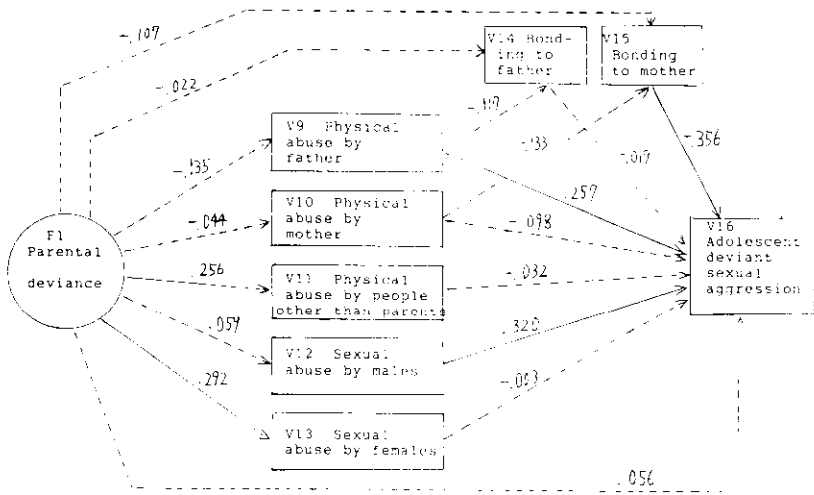 -.107
V14 Bond-
ing to
father
V15
Bonding
to mother
-.022
V9 Physical
abuse by
father
-.135
-.356
.257
V10 Physical
abuse by
mother
-.044
-.098
V16
Adolescent
deviant
sexual
aggression
F1
Parental
deviance
.256
V11 Physical
abuse by people
other than parents
-.032
.320
V12 Sexual
abuse by males
.292
V13 Sexual
abuse by females
.056